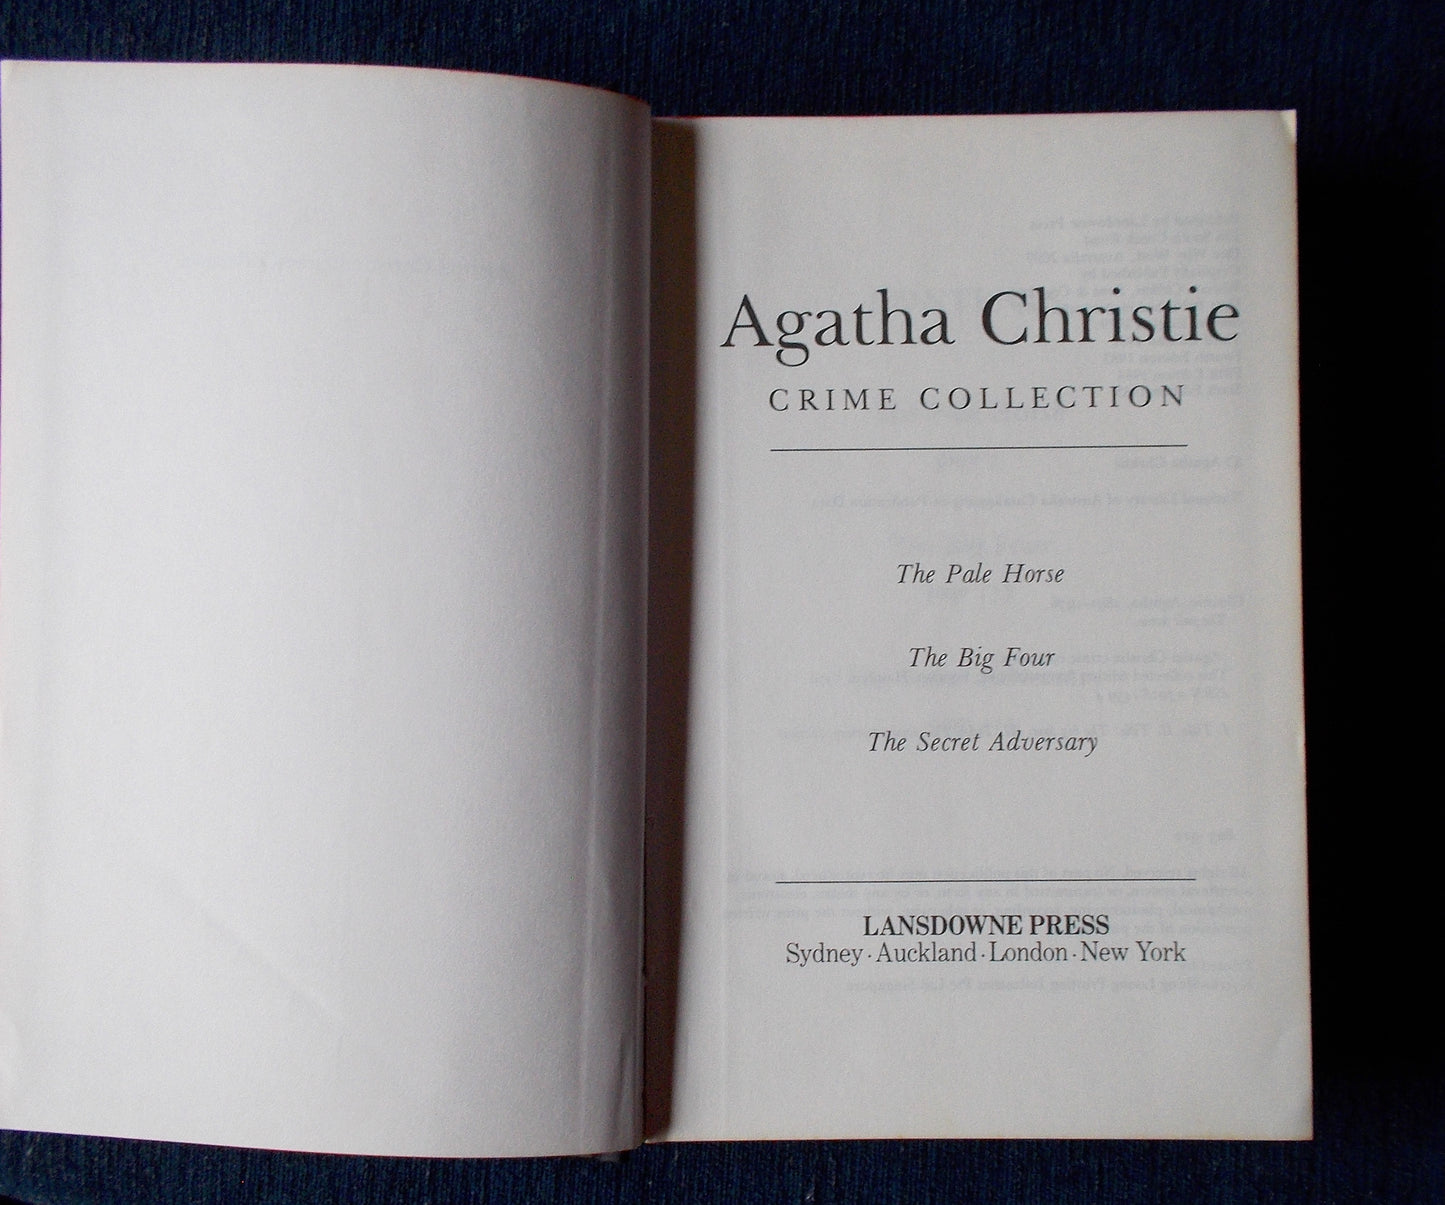 Agatha Christie
CRIME COLLECTION
The Pale Horse
The Big Four
The Secret Adversary
LANSDOWNE PRESS
Sydney · Auckland · London · New York